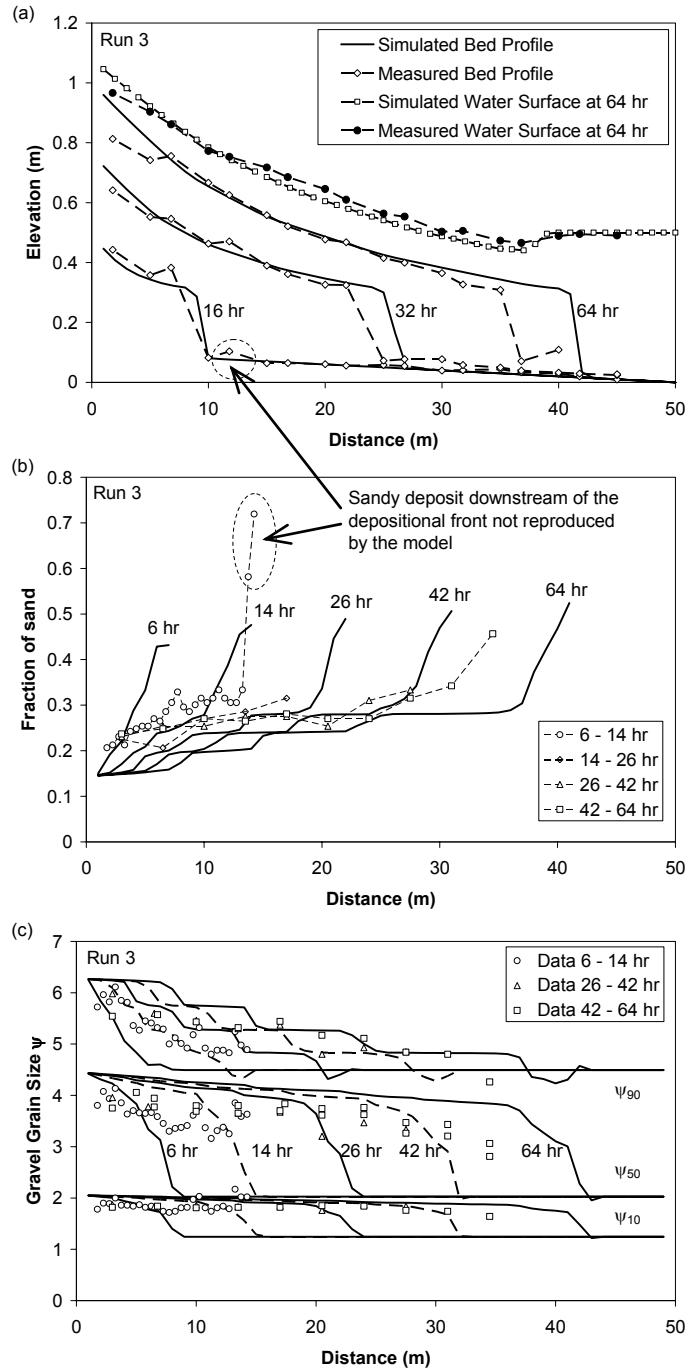 (a)
Run 3
Simulated Bed Profile
Measured Bed Profile
Simulated Water Surface at 64 hr
Measured Water Surface at 64 hr
1.2
1
0.8
0.6
0.4
0.2
0
Elevation (m)
16 hr
32 hr
64 hr
0 10 20 30 40 50
Distance (m)
(b)
Run 3
Sandy deposit downstream of the
depositional front not reproduced
by the model
0.8
0.7
0.6
0.5
0.4
0.3
0.2
0.1
0
Fraction of sand
6 hr
14 hr
26 hr
42 hr
64 hr
6 - 14 hr
14 - 26 hr
26 - 42 hr
42 - 64 hr
0 10 20 30 40 50
Distance (m)
(c)
Run 3
Data 6 - 14 hr
Data 26 - 42 hr
Data 42 - 64 hr
7
6
5
4
3
2
1
0
Gravel Grain Size ψ
ψ90
6 hr
14 hr
26 hr
42 hr
64 hr
ψ50
ψ10
0 10 20 30 40 50
Distance (m)